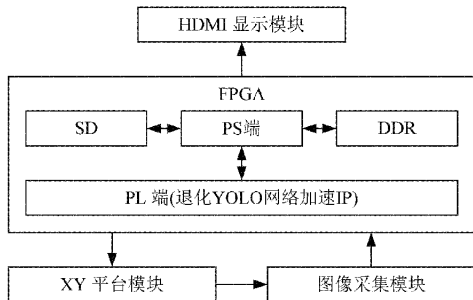 HDMI 显示模块
FPGA
SD
PS端
DDR
PL 端(退化YOLO网络加速IP)
XY 平台模块
图像采集模块